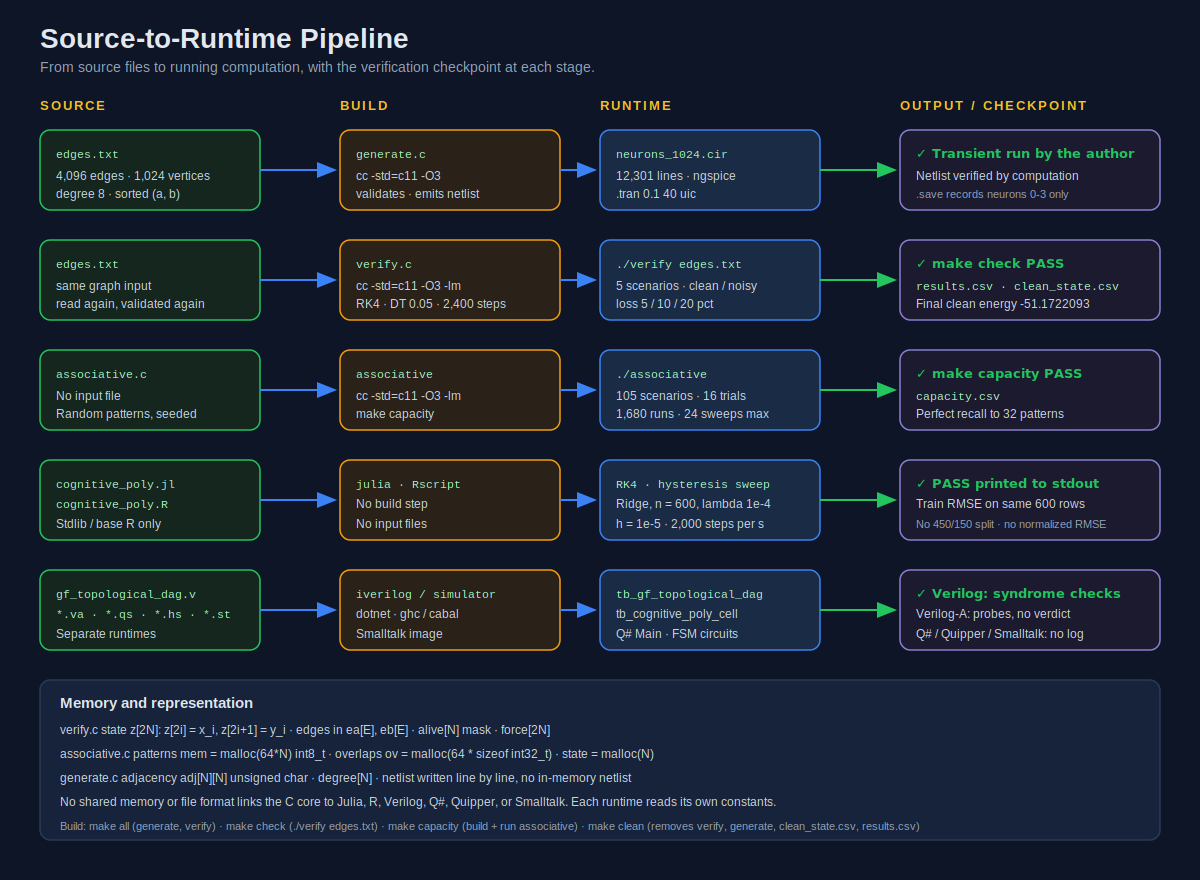 Source-to-Runtime Pipeline
From source files to running computation, with the verification checkpoint at each stage.
SOURCE
BUILD
RUNTIME
OUTPUT / CHECKPOINT
edges.txt
4,096 edges · 1,024 vertices
degree 8 · sorted (a, b)
generate.c
cc -std=c11 -O3
validates · emits netlist
neurons_1024.cir
12,301 lines · ngspice
.tran 0.1 40 uic
✓ Transient run by the author
Netlist verified by computation
.save records neurons 0-3 only
edges.txt
same graph input
read again, validated again
verify.c
cc -std=c11 -O3 -lm
RK4 · DT 0.05 · 2,400 steps
./verify edges.txt
5 scenarios · clean / noisy
loss 5 / 10 / 20 pct
✓ make check PASS
results.csv · clean_state.csv
Final clean energy -51.1722093
associative.c
No input file
Random patterns, seeded
associative
cc -std=c11 -O3 -lm
make capacity
./associative
105 scenarios · 16 trials
1,680 runs · 24 sweeps max
✓ make capacity PASS
capacity.csv
Perfect recall to 32 patterns
cognitive_poly.jl
cognitive_poly.R
Stdlib / base R only
julia · Rscript
No build step
No input files
RK4 · hysteresis sweep
Ridge, n = 600, lambda 1e-4
h = 1e-5 · 2,000 steps per s
✓ PASS printed to stdout
Train RMSE on same 600 rows
No 450/150 split · no normalized RMSE
gf_topological_dag.v
*.va · *.qs · *.hs · *.st
Separate runtimes
iverilog / simulator
dotnet · ghc / cabal
Smalltalk image
tb_gf_topological_dag
tb_cognitive_poly_cell
Q# Main · FSM circuits
✓ Verilog: syndrome checks
Verilog-A: probes, no verdict
Q# / Quipper / Smalltalk: no log
Memory and representation
verify.c state z[2N]: z[2i] = x_i, z[2i+1] = y_i · edges in ea[E], eb[E] · alive[N] mask · force[2N]
associative.c patterns mem = malloc(64*N) int8_t · overlaps ov = malloc(64 * sizeof int32_t) · state = malloc(N)
generate.c adjacency adj[N][N] unsigned char · degree[N] · netlist written line by line, no in-memory netlist
No shared memory or file format links the C core to Julia, R, Verilog, Q#, Quipper, or Smalltalk. Each runtime reads its own constants.
Build: make all (generate, verify) · make check (./verify edges.txt) · make capacity (build + run associative) · make clean (removes verify, generate, clean_state.csv, results.csv)